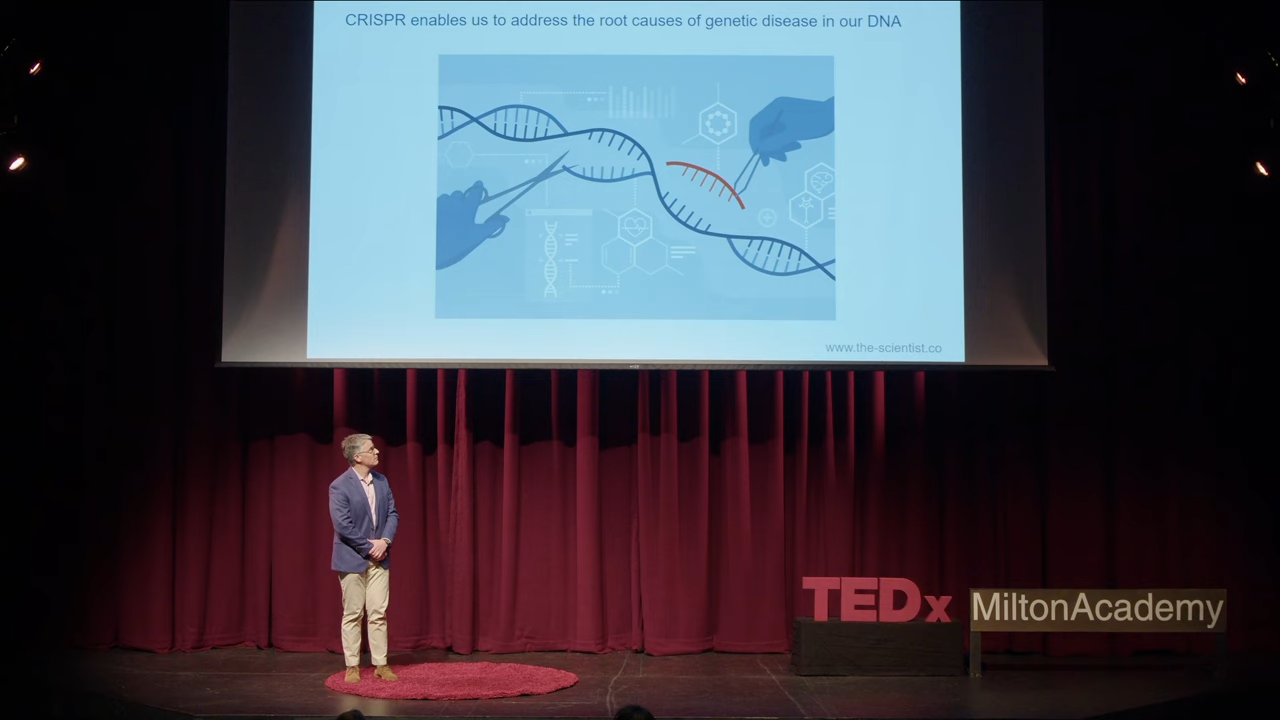 CRISPR enables us to address the root causes of genetic disease in our DNA
www.the-scientist.co
TEDx
MiltonAcademy